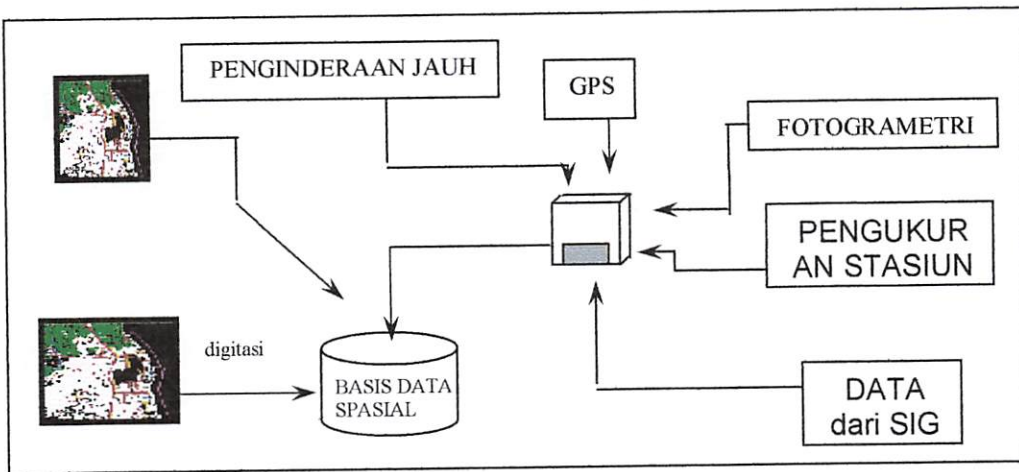 PENGINDERAAN JAUH
GPS
FOTOGRAMETRI
PENGUKUR
AN STASIUN
digitasi
BASIS DATA
SPASIAL
DATA
dari SIG